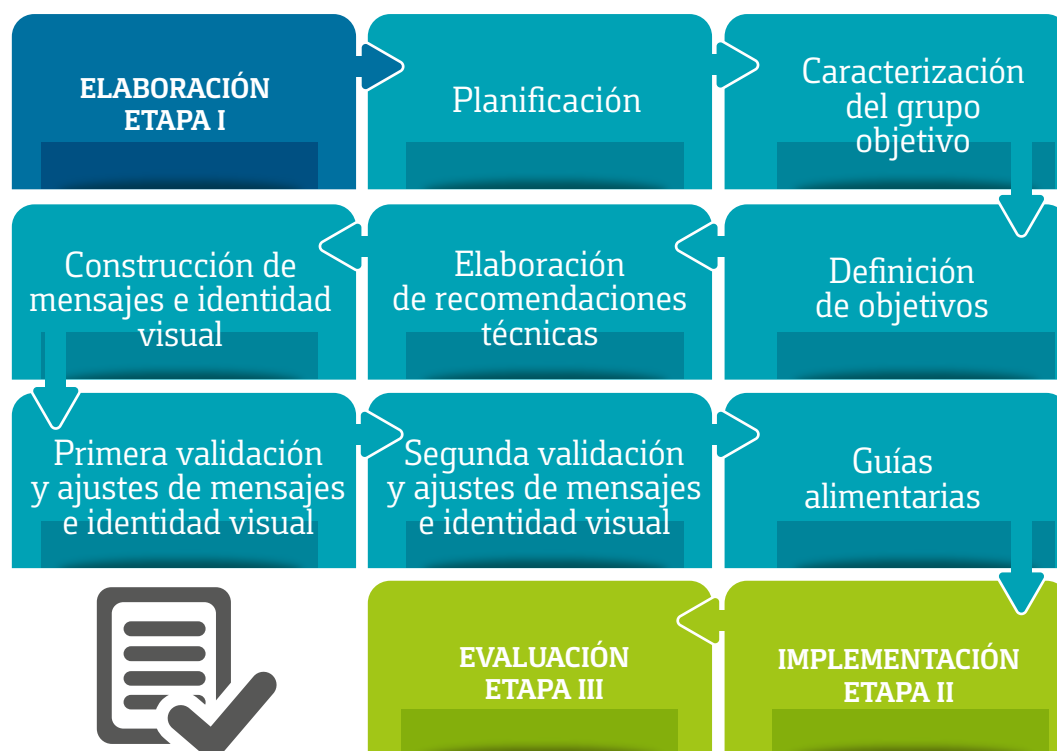 ELABORACIÓN
ETAPA I
Planificación
Caracterización
del grupo
objetivo
Construcción de
mensajes e identidad
visual
Elaboración
de recomendaciones
técnicas
Definición
de objetivos
Primera validación
y ajustes de mensajes
e identidad visual
Segunda validación
y ajustes de mensajes
e identidad visual
Guías
alimentarias
EVALUACIÓN
ETAPA III
IMPLEMENTACIÓN
ETAPA II